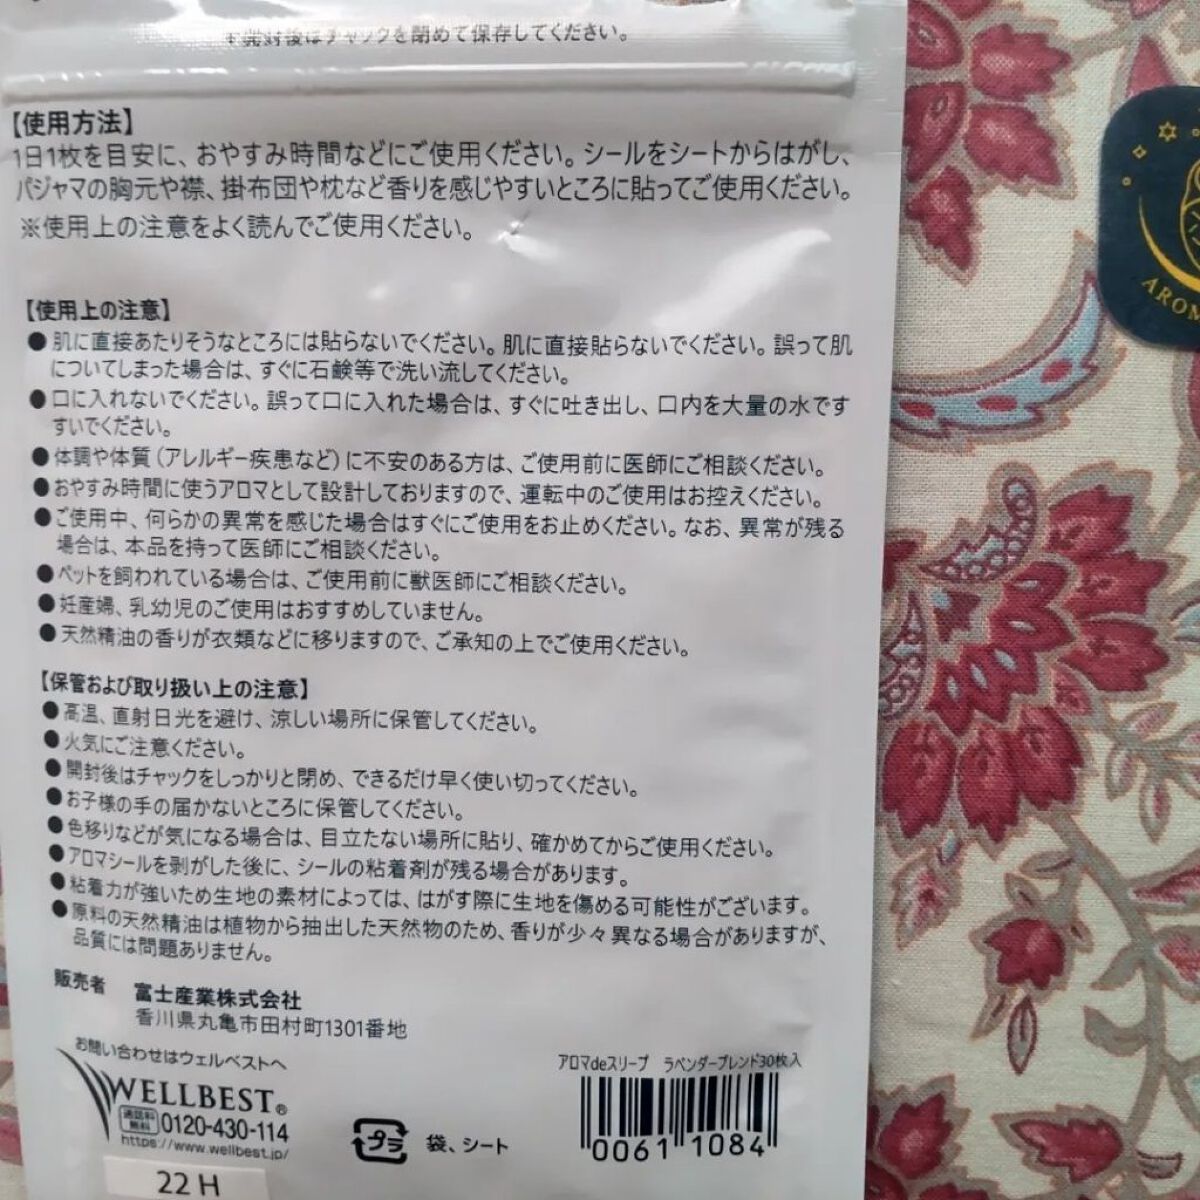 ※開封後はチャックを閉めて保存してください。
【使用方法】
1日1枚を目安に、おやすみ時間などにご使用ください。シールをシートからはがし、
パジャマの胸元や襟、掛布団や枕など香りを感じやすいところに貼ってご使用ください。
※使用上の注意をよく読んでご使用ください。
【使用上の注意】
●肌に直接あたりそうなところには貼らないでください。肌に直接貼らないでください。誤って肌
についてしまった場合は、すぐに石鹸等で洗い流してください。
●口に入れないでください。誤って口に入れた場合は、すぐに吐き出し、口内を大量の水です
すいでください。
●体調や体質（アレルギー疾患など）に不安のある方は、ご使用前に医師にご相談ください。
●おやすみ時間に使うアロマとして設計しておりますので、運転中のご使用はお控えください。
●ご使用中、何らかの異常を感じた場合はすぐにご使用をお止めください。なお、異常が残る
場合は、本品を持って医師にご相談ください。
●ペットを飼われている場合は、ご使用前に獣医師にご相談ください。
●妊産婦、乳幼児のご使用はおすすめしていません。
●天然精油の香りが衣類などに移りますので、ご承知の上でご使用ください。
【保管および取り扱い上の注意】
●高温、直射日光を避け、涼しい場所に保管してください。
●火気にご注意ください。
●開封後はチャックをしっかりと閉め、できるだけ早く使い切ってください。
●お子様の手の届かないところに保管してください。
●色移りなどが気になる場合は、目立たない場所に貼り、確かめてからご使用ください。
●アロマシールを剥がした後に、シールの粘着剤が残る場合があります。
●粘着力が強いため生地の素材によっては、はがす際に生地を傷める可能性がございます。
●原料の天然精油は植物から抽出した天然物のため、香りが少々異なる場合がありますが、
品質には問題ありません。
販売者 富士産業株式会社
香川県丸亀市田村町1301番地
お問い合わせはウェルベストへ
WELLBEST®
通話料無料 0120-430-114
https://www.wellbest.jp/
22H
プラ 袋、シート
アロマdeスリープ ラベンダーブレンド30枚入
0061 1084
AROM